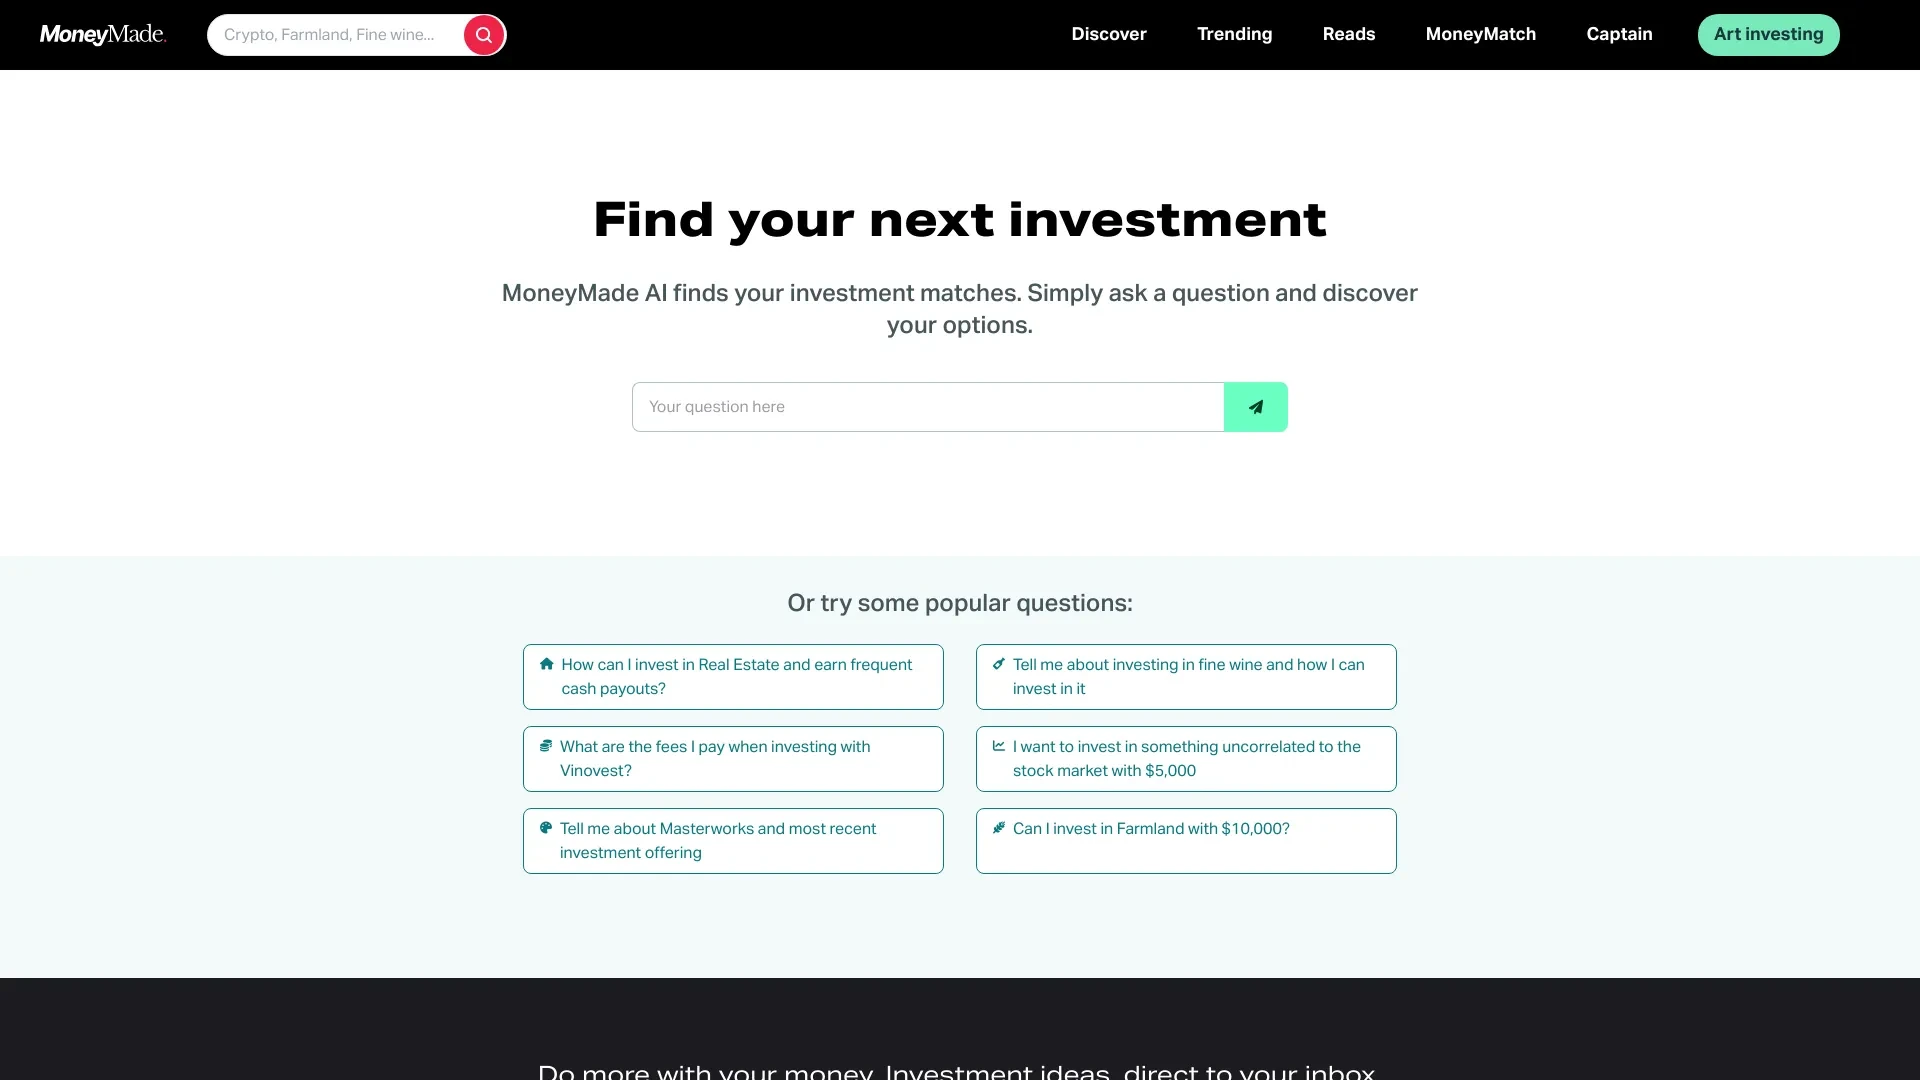 MoneyMade.
Crypto, Farmland, Fine wine...
Discover
Trending
Reads
MoneyMatch
Captain
Art investing
Find your next investment
MoneyMade AI finds your investment matches. Simply ask a question and discover
your options.
Your question here
Or try some popular questions:
How can I invest in Real Estate and earn frequent
cash payouts?
Tell me about investing in fine wine and how I can
invest in it
What are the fees I pay when investing with
Vinovest?
I want to invest in something uncorrelated to the
stock market with $5,000
Tell me about Masterworks and most recent
investment offering
Can I invest in Farmland with $10,000?
Do more with your money. Investment ideas, direct to your inbox